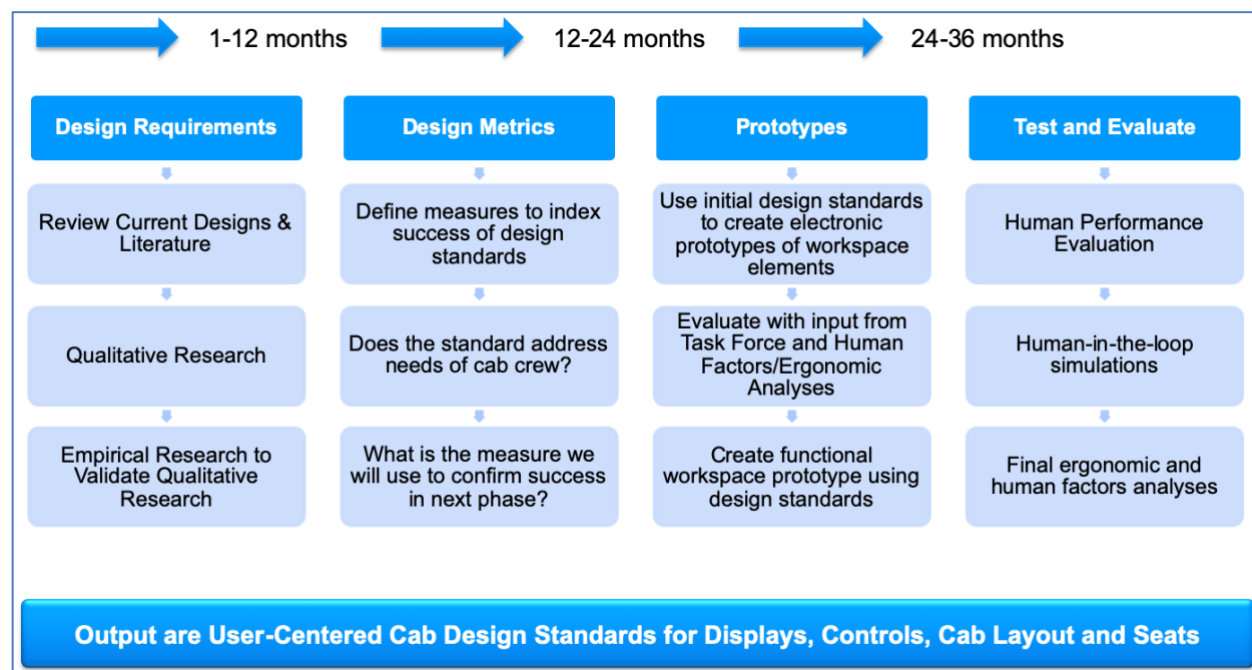 1-12 months
12-24 months
24-36 months
Design Requirements
Review Current Designs &
Literature
Qualitative Research
Empirical Research to
Validate Qualitative
Research
Design Metrics
Define measures to index
success of design
standards
Does the standard address
needs of cab crew?
What is the measure we
will use to confirm success
in next phase?
Prototypes
Use initial design standards
to create electronic
prototypes of workspace
elements
Evaluate with input from
Task Force and Human
Factors/Ergonomic
Analyses
Create functional
workspace prototype using
design standards
Test and Evaluate
Human Performance
Evaluation
Human-in-the-loop
simulations
Final ergonomic and
human factors analyses
Output are User-Centered Cab Design Standards for Displays, Controls, Cab Layout and Seats